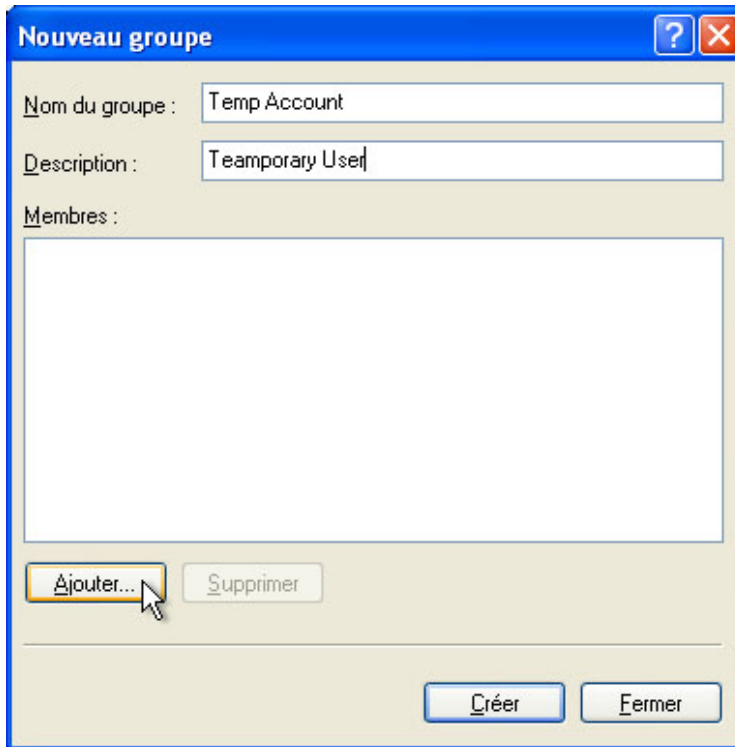 Nouveau groupe
Nom du groupe : Temp Account
Description : Teamporary User
Membres :
Ajouter... Supprimer
Créer Fermer